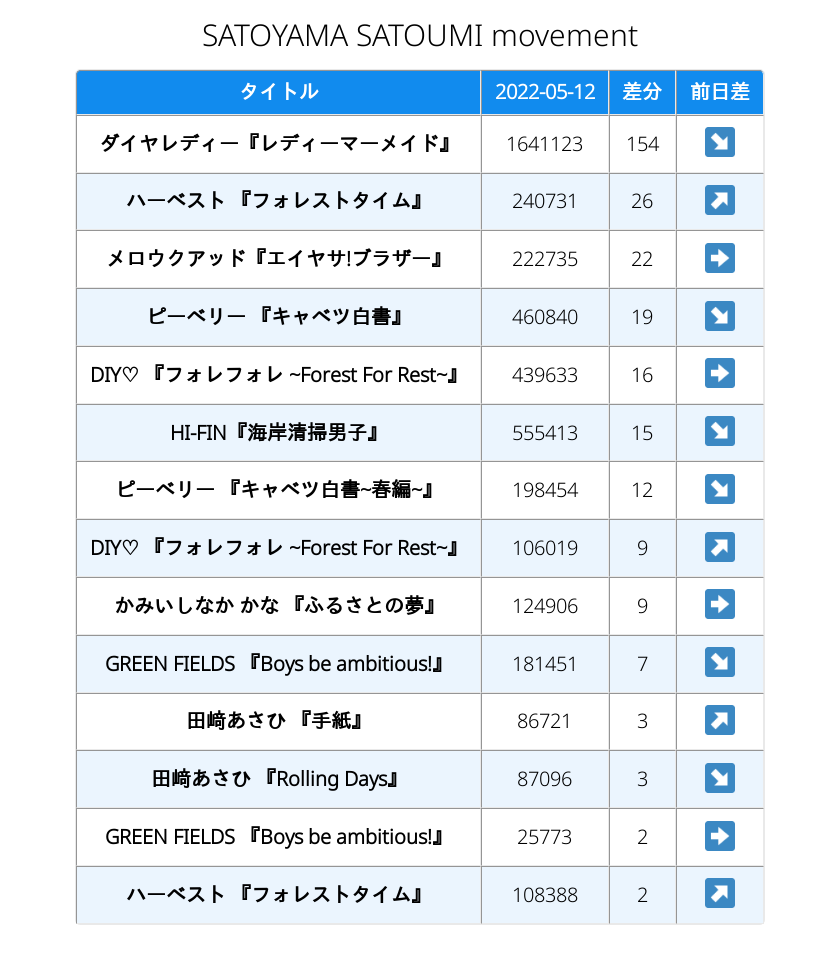 SATOYAMA SATOUMI movement
タイトル 2022-05-12 差分 前日差
ダイヤレディー『レディーマーメイド』 1641123 154 ↘
ハーベスト 『フォレストタイム』 240731 26 ↗
メロウクアッド『エイヤサ!ブラザー』 222735 22 ➡
ピーベリー 『キャベツ白書』 460840 19 ↘
DIY♡ 『フォレフォレ ~Forest For Rest~』 439633 16 ➡
HI-FIN『海岸清掃男子』 555413 15 ↘
ピーベリー 『キャベツ白書~春編~』 198454 12 ↘
DIY♡ 『フォレフォレ ~Forest For Rest~』 106019 9 ↗
かみいしなか かな 『ふるさとの夢』 124906 9 ➡
GREEN FIELDS 『Boys be ambitious!』 181451 7 ↘
田﨑あさひ 『手紙』 86721 3 ↗
田﨑あさひ 『Rolling Days』 87096 3 ↘
GREEN FIELDS 『Boys be ambitious!』 25773 2 ➡
ハーベスト 『フォレストタイム』 108388 2 ↗